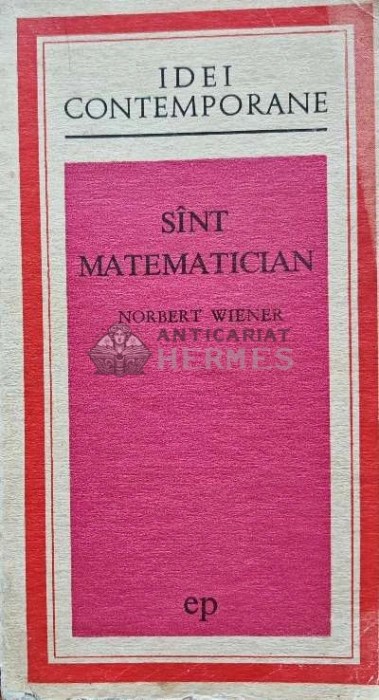 IDEI
CONTEMPORANE
SÎNT
MATEMATICIAN
NORBERT WIENER
ANTICARIAT
HERMES
ep